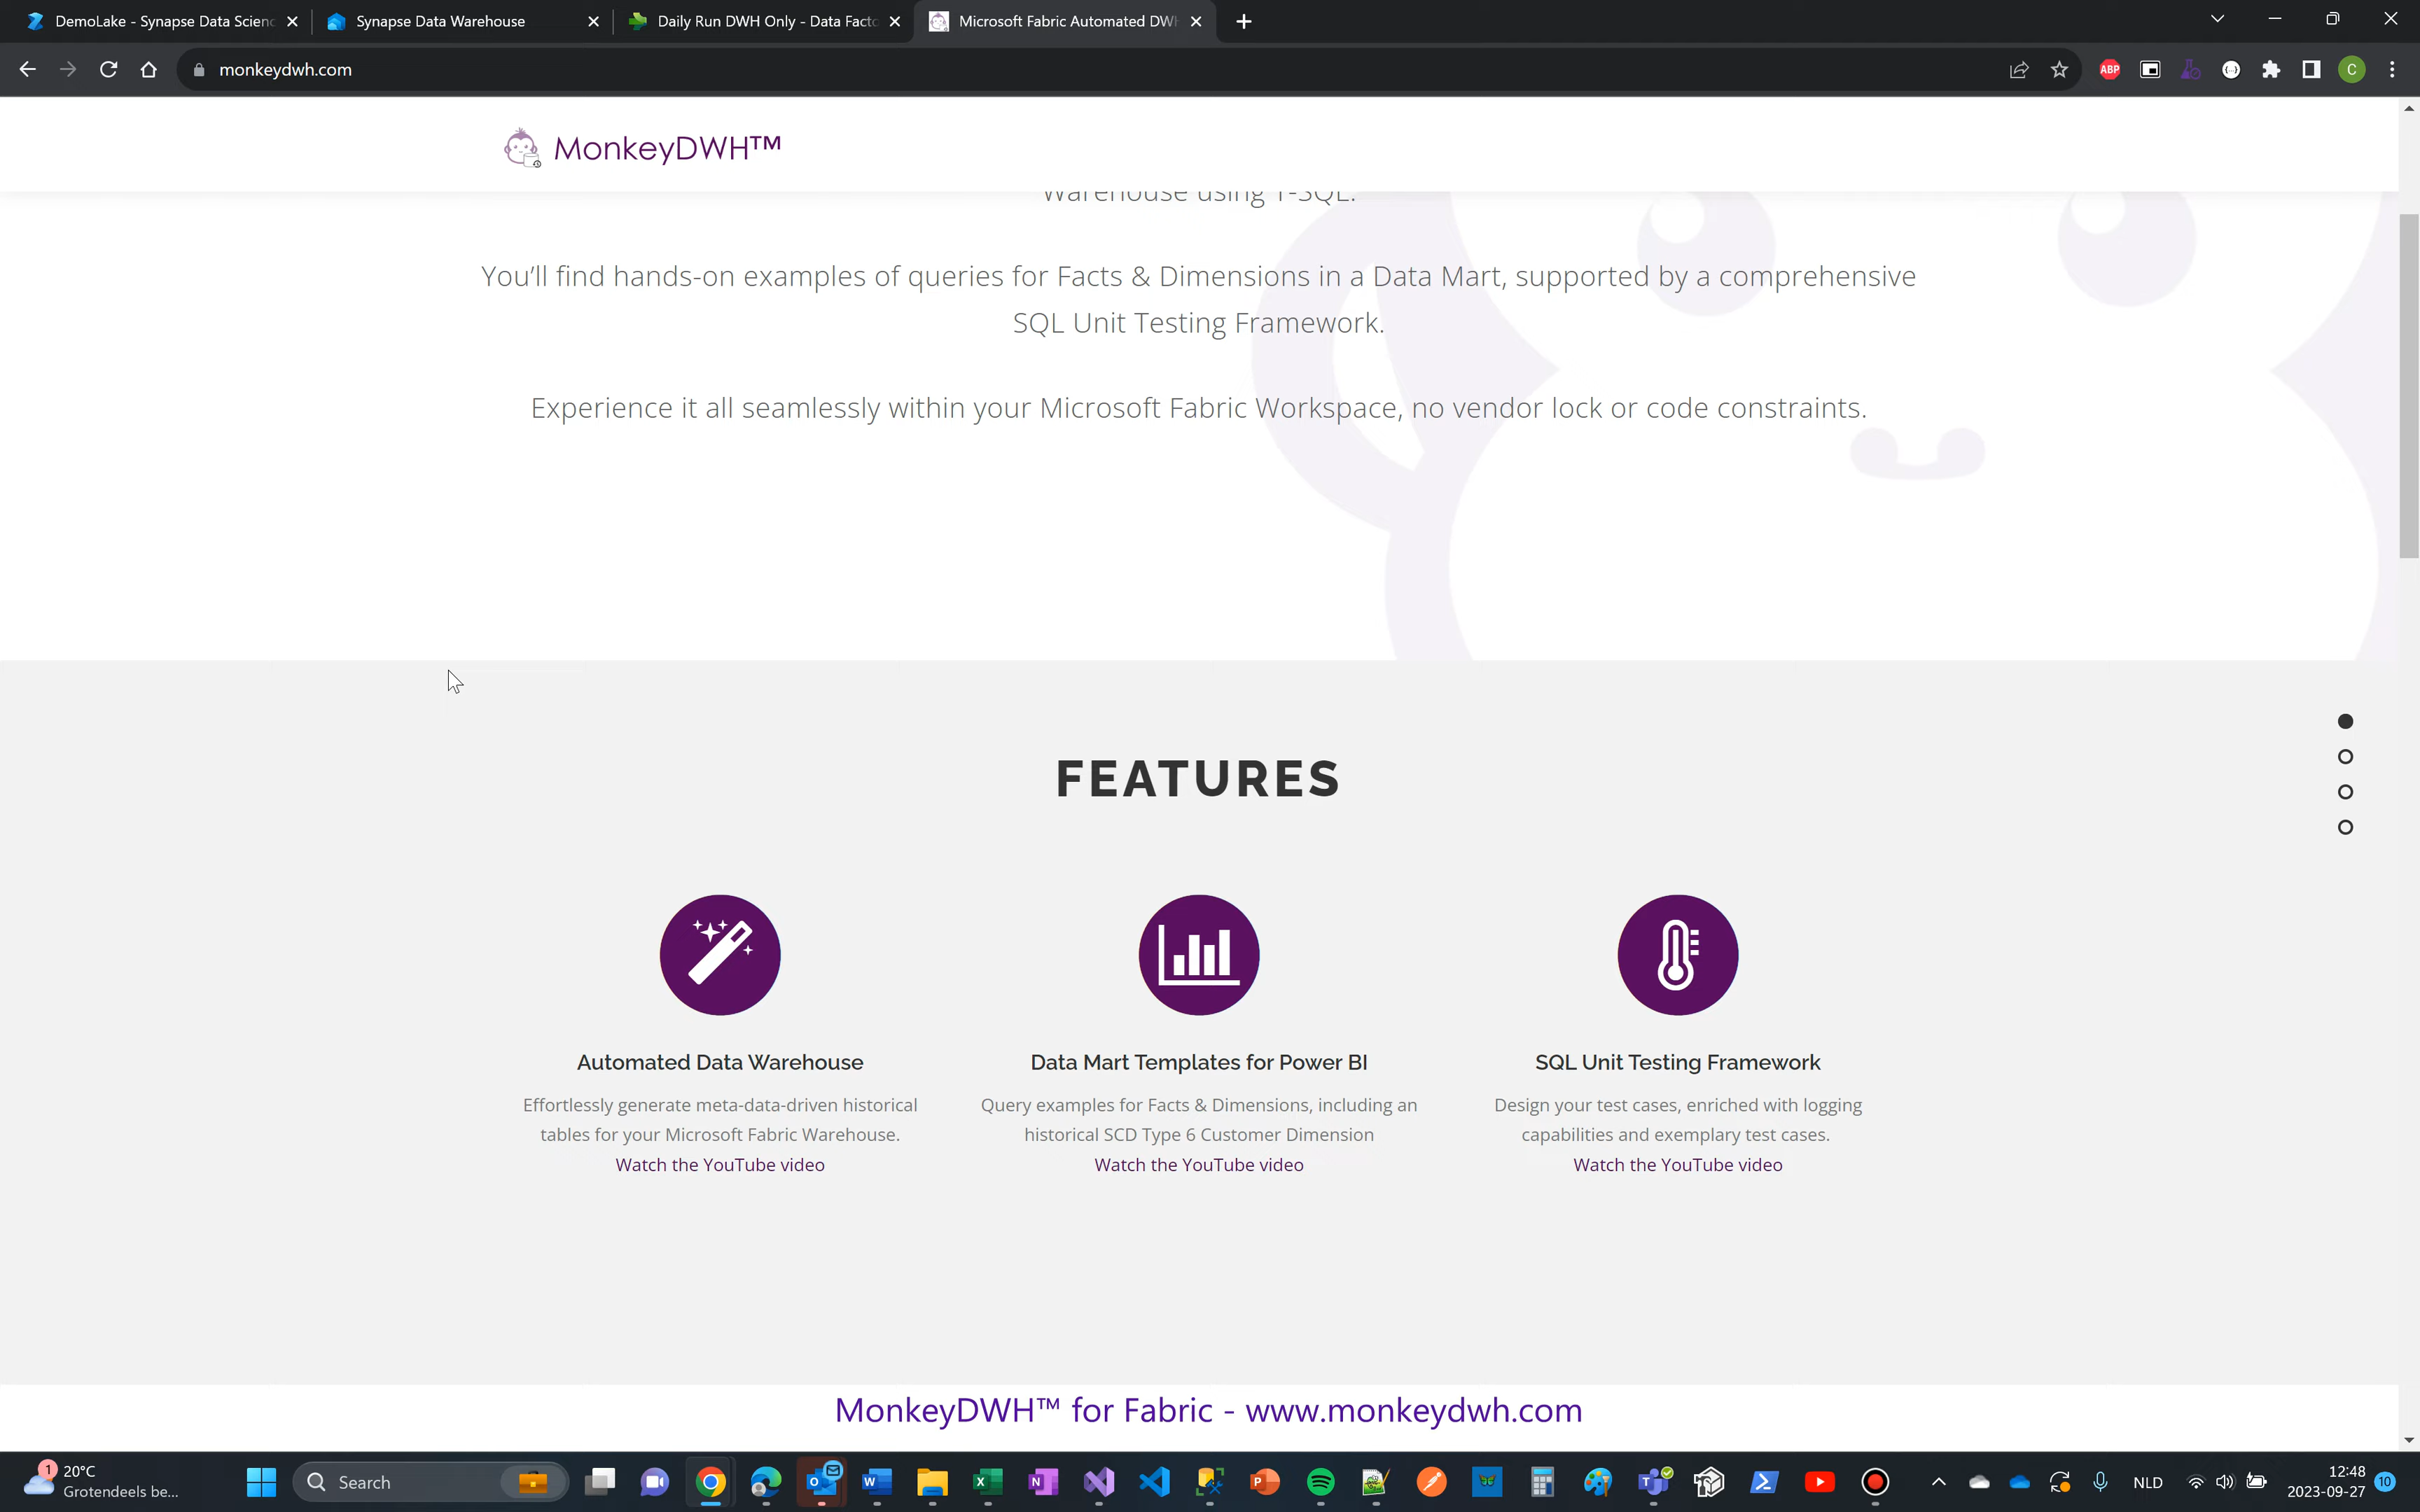 DemoLake - Synapse Data Scienc
Synapse Data Warehouse
Daily Run DWH Only - Data Facto
Microsoft Fabric Automated DWH
monkeydwh.com
ABP
C
MonkeyDWH™
Warehouse using T-SQL.
You'll find hands-on examples of queries for Facts & Dimensions in a Data Mart, supported by a comprehensive
SQL Unit Testing Framework.
Experience it all seamlessly within your Microsoft Fabric Workspace, no vendor lock or code constraints.
FEATURES
Automated Data Warehouse
Effortlessly generate meta-data-driven historical
tables for your Microsoft Fabric Warehouse.
Watch the YouTube video
Data Mart Templates for Power BI
Query examples for Facts & Dimensions, including an
historical SCD Type 6 Customer Dimension
Watch the YouTube video
SQL Unit Testing Framework
Design your test cases, enriched with logging
capabilities and exemplary test cases.
Watch the YouTube video
MonkeyDWH™ for Fabric - www.monkeydwh.com
1
20°C
Grotendeels be...
Search
NLD
12:48
2023-09-27
10